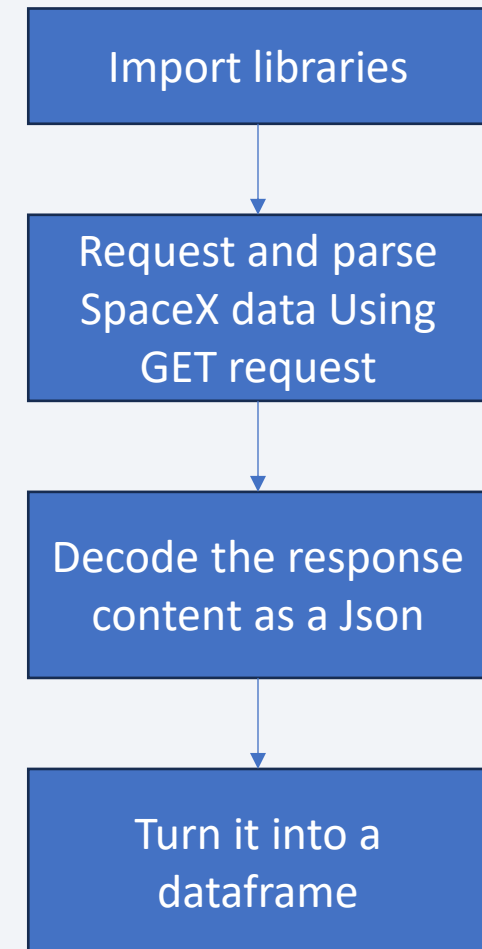 Import libraries
Request and parse
SpaceX data Using
GET request
Decode the response
content as a Json
Turn it into a
dataframe